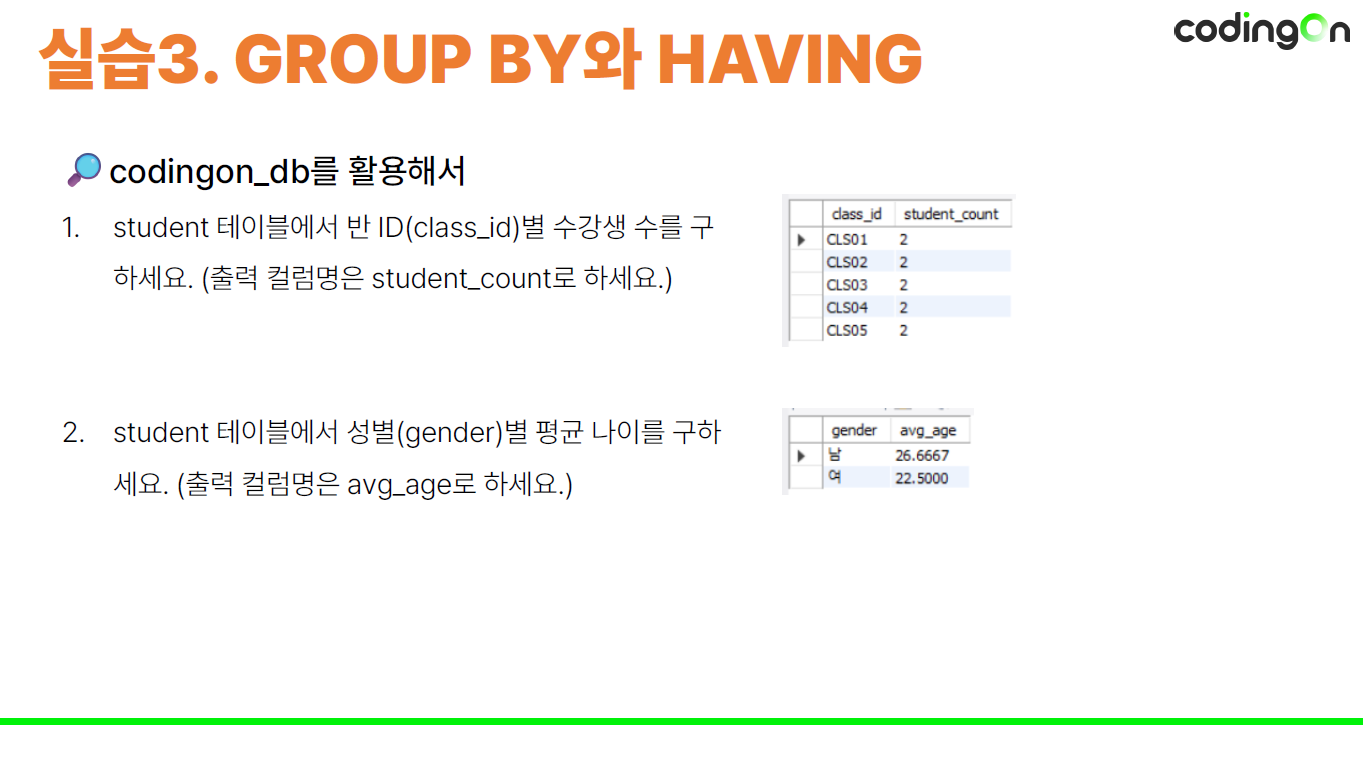 실습3. GROUP BY와 HAVING
codingOn
codingon_db를 활용해서
1. student 테이블에서 반 ID(class_id)별 수강생 수를 구
하세요. (출력 컬럼명은 student_count로 하세요.)
class_id student_count
CLS01 2
CLS02 2
CLS03 2
CLS04 2
CLS05 2
2. student 테이블에서 성별(gender)별 평균 나이를 구하
세요. (출력 컬럼명은 avg_age로 하세요.)
gender avg_age
남 26.6667
여 22.5000